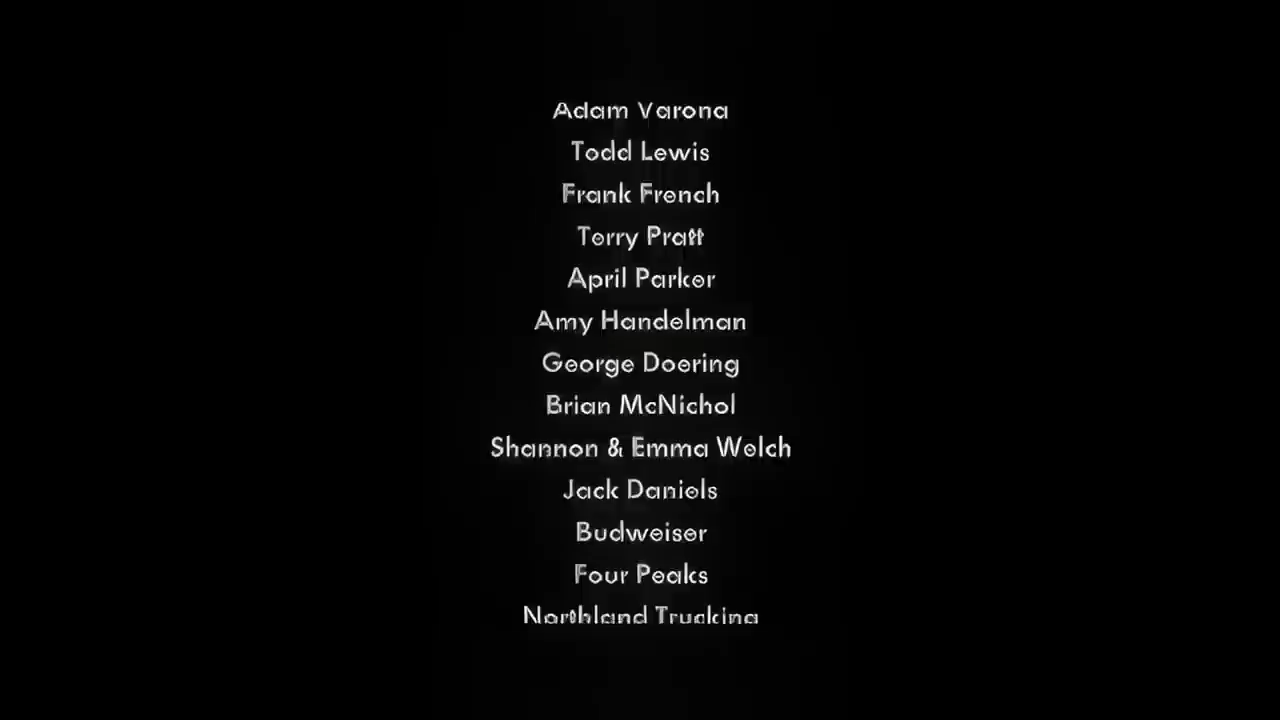 Adam Varona
Todd Lewis
Frank French
Terry Pratt
April Parker
Amy Handelman
George Doering
Brian McNichol
Shannon & Emma Welch
Jack Daniels
Budweiser
Four Peaks
Northland Trucking